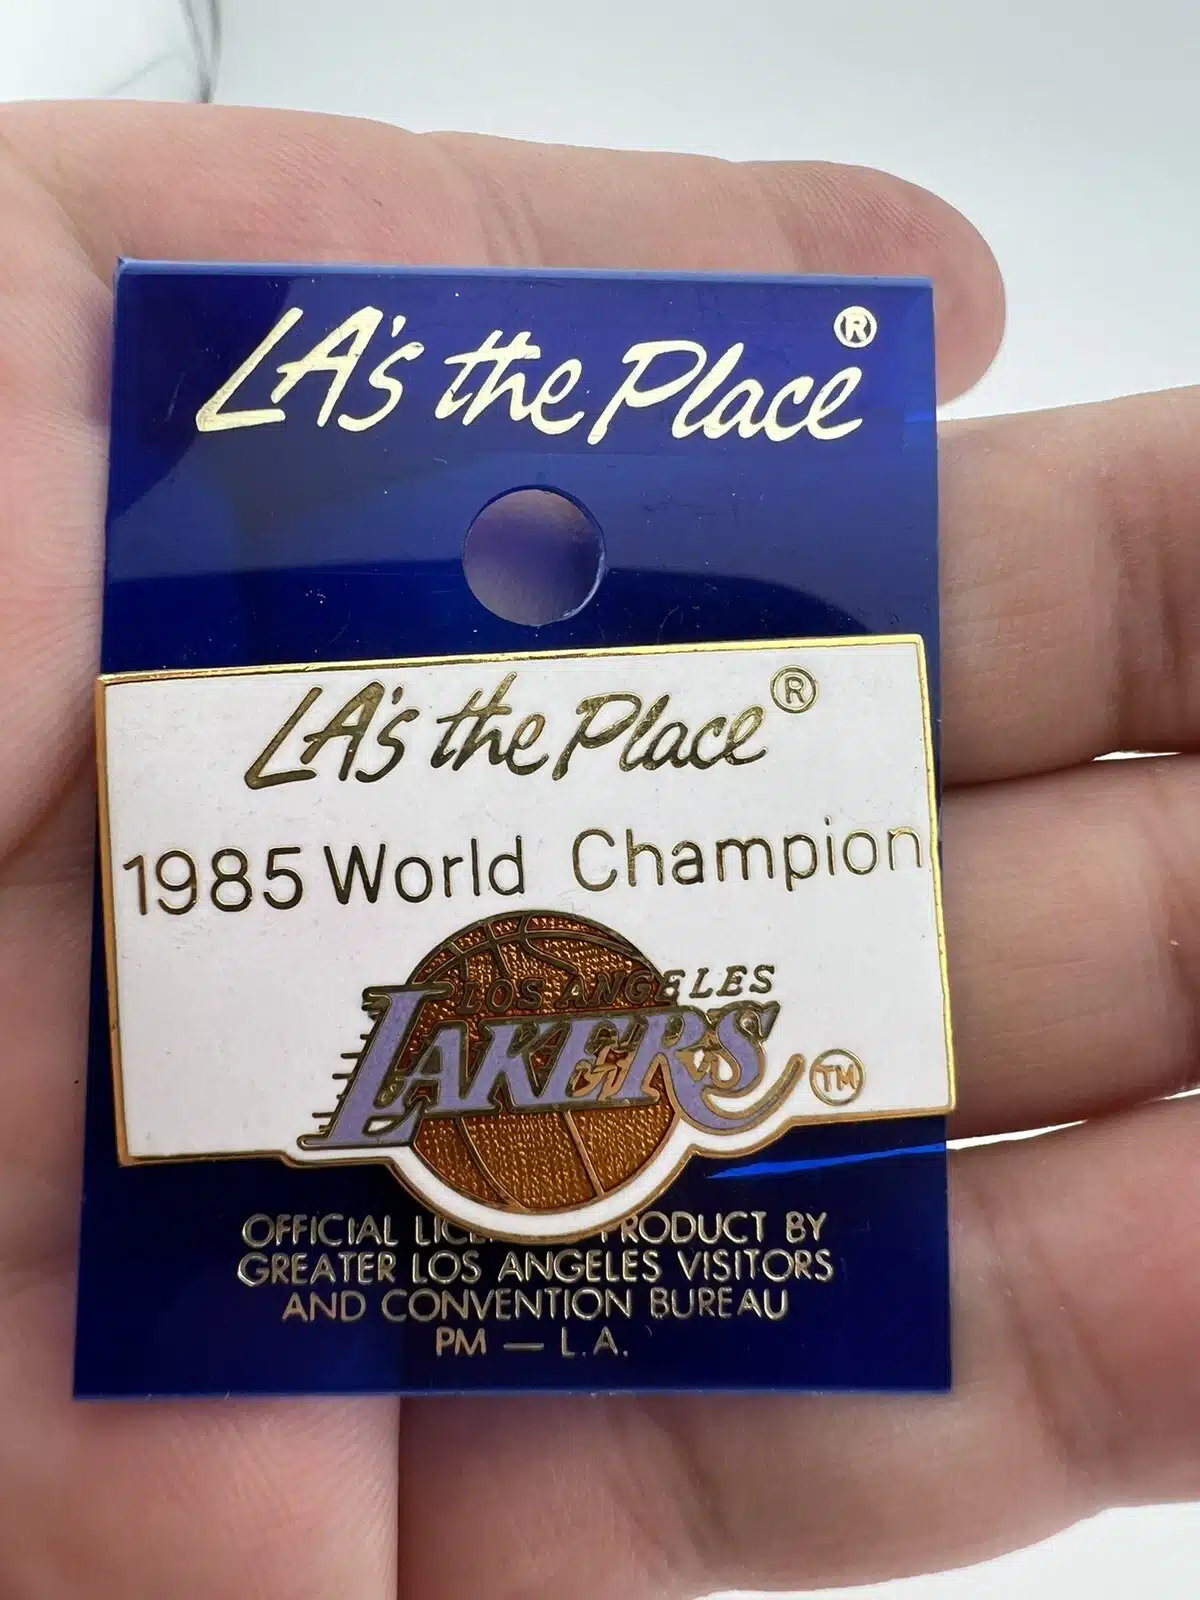 LA's the Place ®
LA's the Place ®
1985 World Champion
LOS ANGELES
LAKERS TM
OFFICIAL PRODUCT BY
GREATER LOS ANGELES VISITORS
AND CONVENTION BUREAU
PM — L.A.